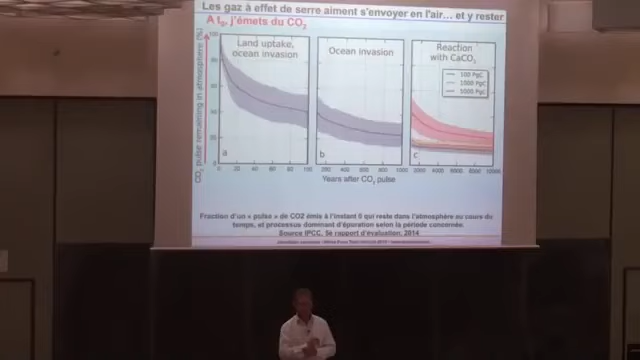 Les gaz à effet de serre aiment s'envoyer en l'air... et y rester
A t₀, j'émets du CO₂
CO₂ pulse remaining in atmosphere (%)
Land uptake,
ocean invasion
Ocean invasion
Reaction
with CaCO₃
100 PgC
1000 PgC
5000 PgC
a
b
c
Years after CO₂ pulse
Fraction d'un « pulse » de CO2 émis à l'instant 0 qui reste dans l'atmosphère au cours du
temps, et processus dominant d'épuration selon la période concernée.
Source IPCC, 5è rapport d'évaluation, 2014